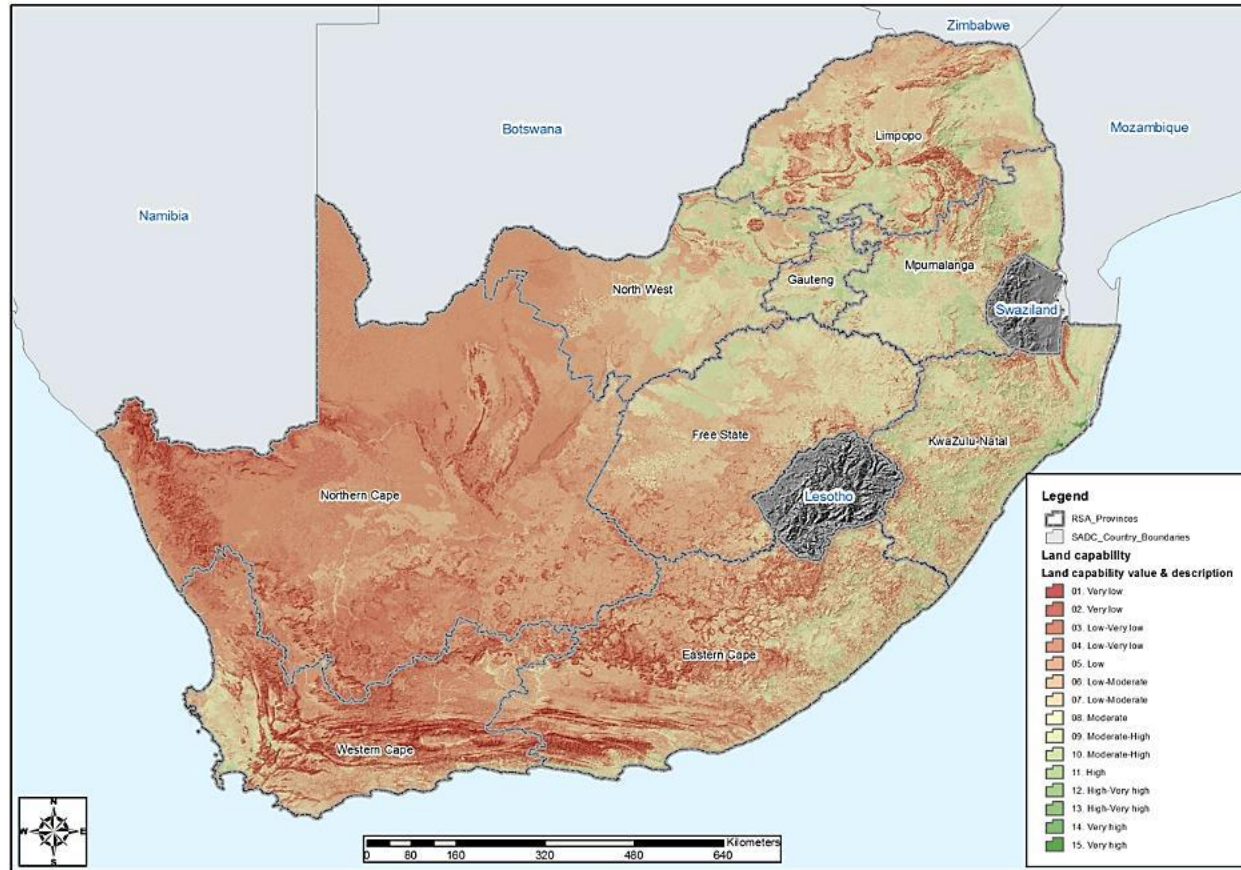 Zimbabwe
Botswana
Mozambique
Limpopo
Namibia
Mpumalanga
North West
Gauteng
Swaziland
Free State
KwaZulu-Natal
Northern Cape
Lesotho
Eastern Cape
Western Cape
Legend
RSA_Provinces
SADC_Country_Boundaries
Land capability
Land capability value & description
01. Very low
02. Very low
03. Low-Very low
04. Low-Very low
05. Low
06. Low-Moderate
07. Low-Moderate
08. Moderate
09. Moderate-High
10. Moderate-High
11. High
12. High-Very high
13. High-Very high
14. Very high
15. Very high
N
W E
S
Kilometers
0 80 160 320 480 640